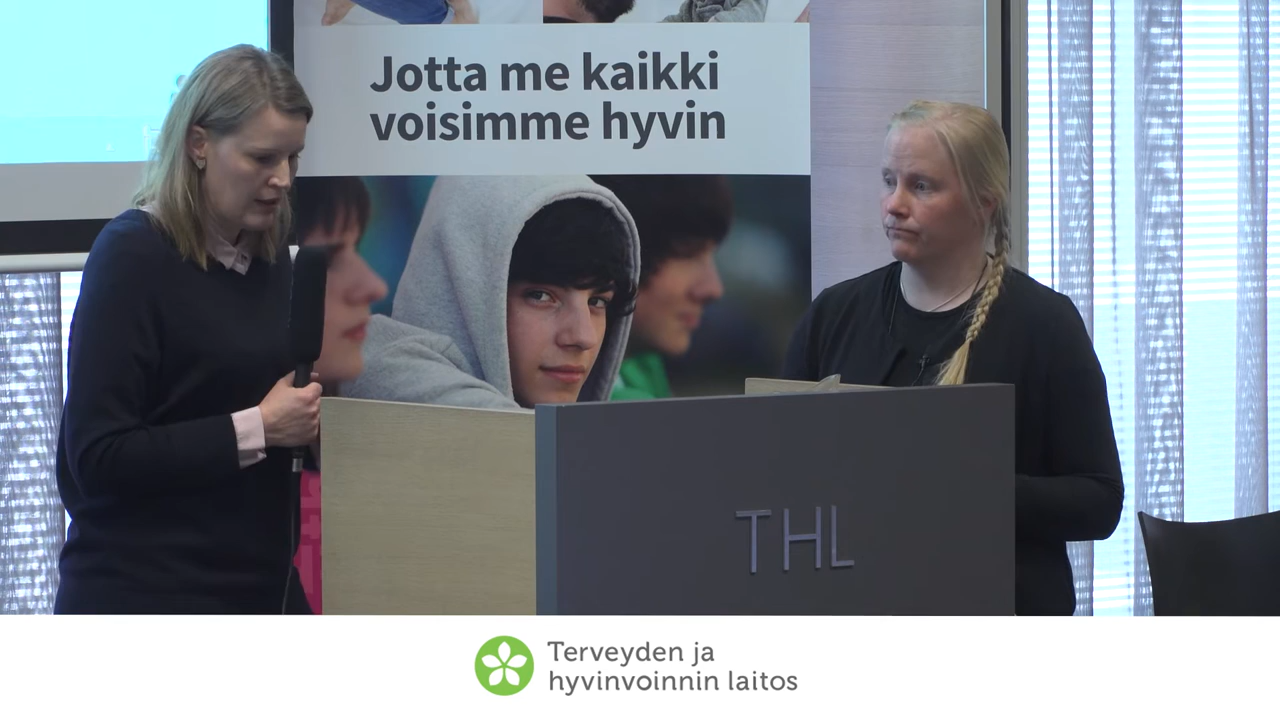 Jotta me kaikki
voisimme hyvin
THL
Terveyden ja
hyvinvoinnin laitos